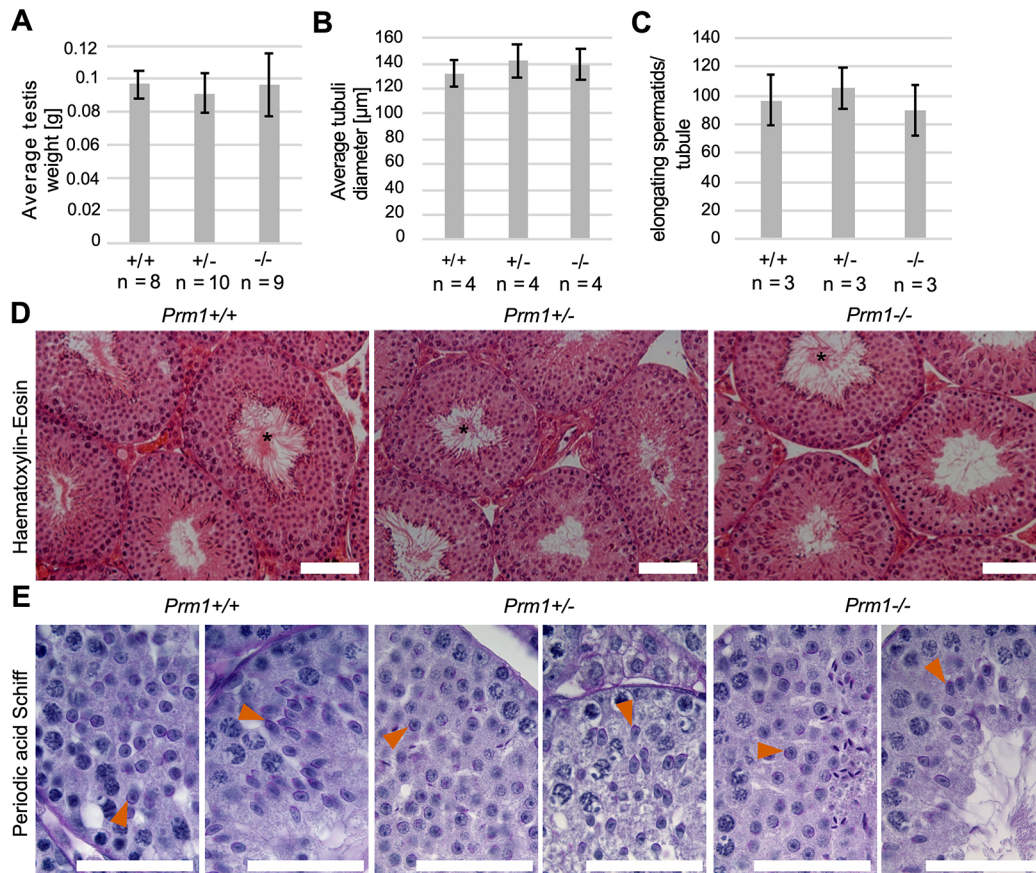 A
Average testis
weight [g]
0.12
0.1
0.08
0.06
0.04
0.02
0
+/+
+/-
-/-
n = 8
n = 10
n = 9
B
Average tubuli
diameter [µm]
160
140
120
100
80
60
40
20
0
+/+
+/-
-/-
n = 4
n = 4
n = 4
C
elongating spermatids/
tubule
140
120
100
80
60
40
20
0
+/+
+/-
-/-
n = 3
n = 3
n = 3
D
Prm1+/+
Prm1+/-
Prm1-/-
Haematoxylin-Eosin
*
*
*
E
Prm1+/+
Prm1+/-
Prm1-/-
Periodic acid Schiff